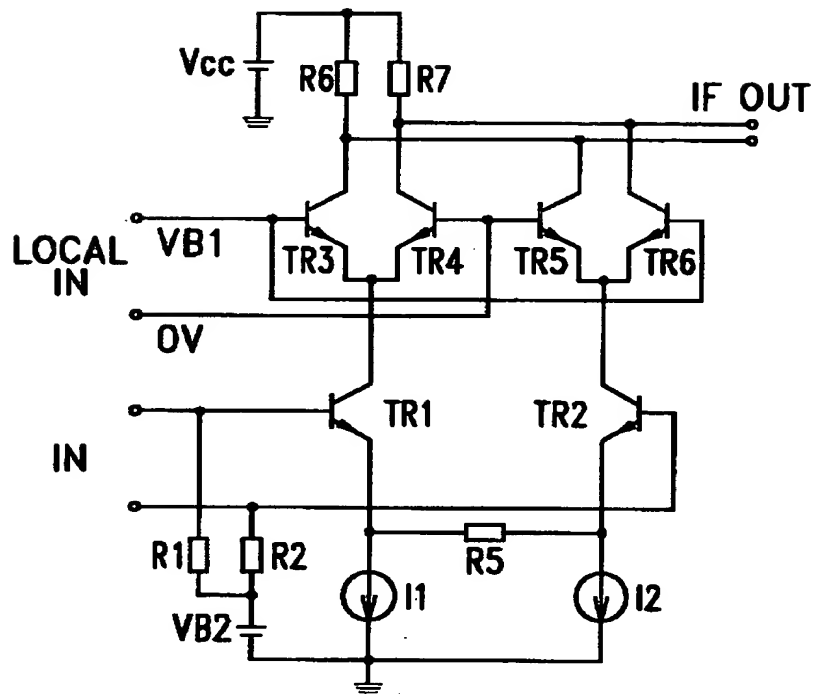 Vcc
R6
R7
IF OUT
LOCAL
IN
VB1
TR3
TR4
TR5
TR6
0V
IN
TR1
TR2
R1
R2
R5
I1
I2
VB2